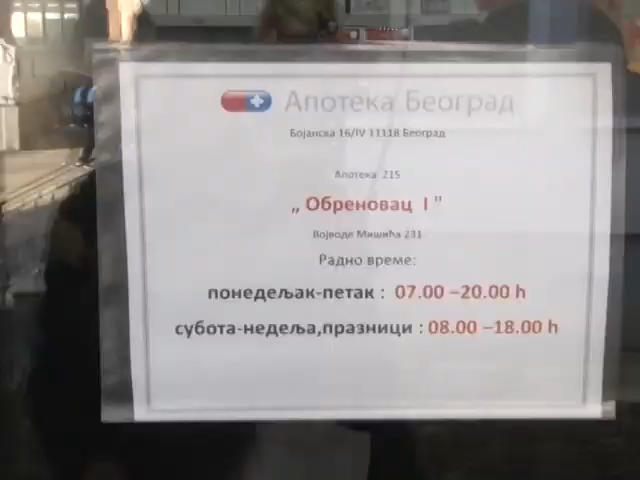 Апотека Београд
Бојанска 16/IV 11118 Београд
Апотека 215
„ Обреновац I "
Војводе Мишића 231
Радно време:
понедељак-петак : 07.00 –20.00 h
субота-недеља,празници : 08.00 –18.00 h